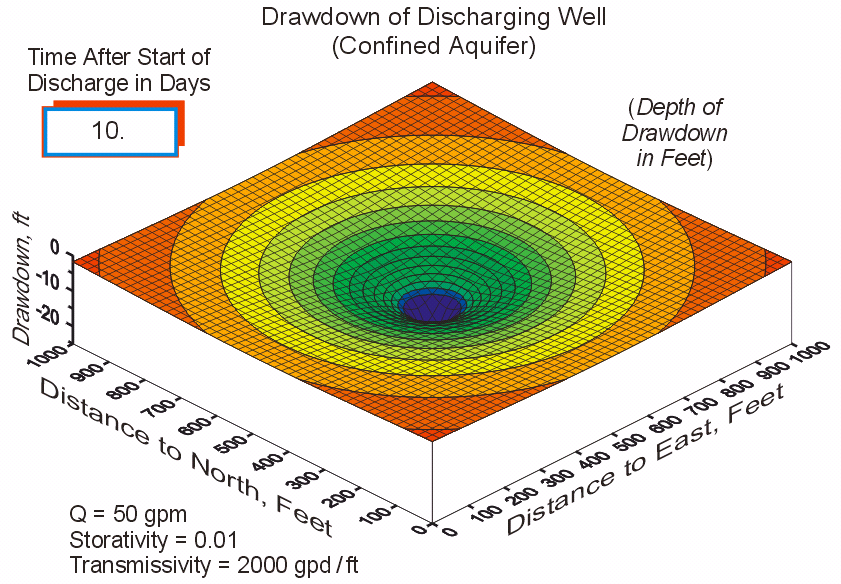 Drawdown of Discharging Well
(Confined Aquifer)
Time After Start of
Discharge in Days
10.
(Depth of
Drawdown
in Feet)
Drawdown, ft
0
-10
-20
1000
900
800
700
600
500
400
300
200
100
0
Distance to North, Feet
0
100
200
300
400
500
600
700
800
900
1000
Distance to East, Feet
Q = 50 gpm
Storativity = 0.01
Transmissivity = 2000 gpd/ft